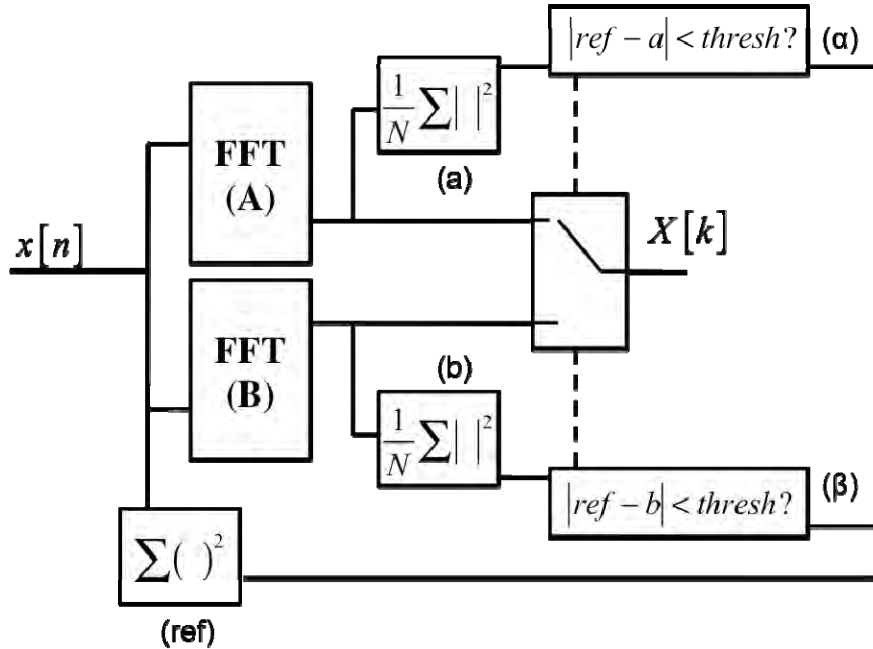 |ref − a| < thresh?
(α)
1/N ∑| |²
(a)
FFT
(A)
x[n]
X[k]
FFT
(B)
(b)
1/N ∑| |²
|ref − b| < thresh?
(β)
∑( )²
(ref)